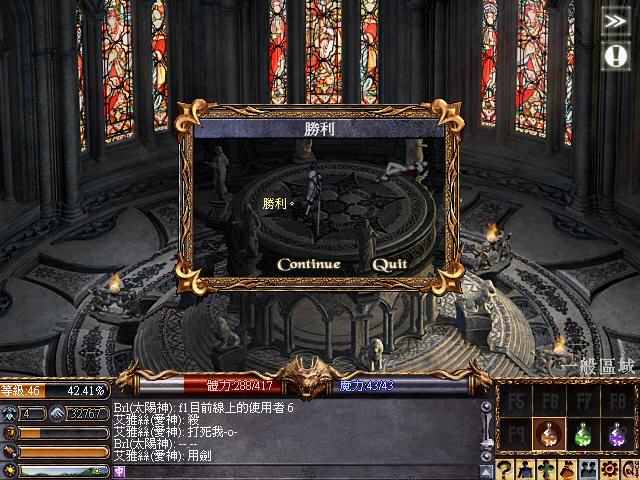 勝利
勝利。
Continue Quit
一般區域
等級:46 42.41%
體力:288/417
魔力:43/43
4 32767
Brl(太陽神): f1目前線上的使用者 6
艾雅絲(愛神): 殺
艾雅絲(愛神): 打死我-o-
Brl(太陽神): --.--
艾雅絲(愛神): 用劍
中
F5 F6 F7 F8
F9